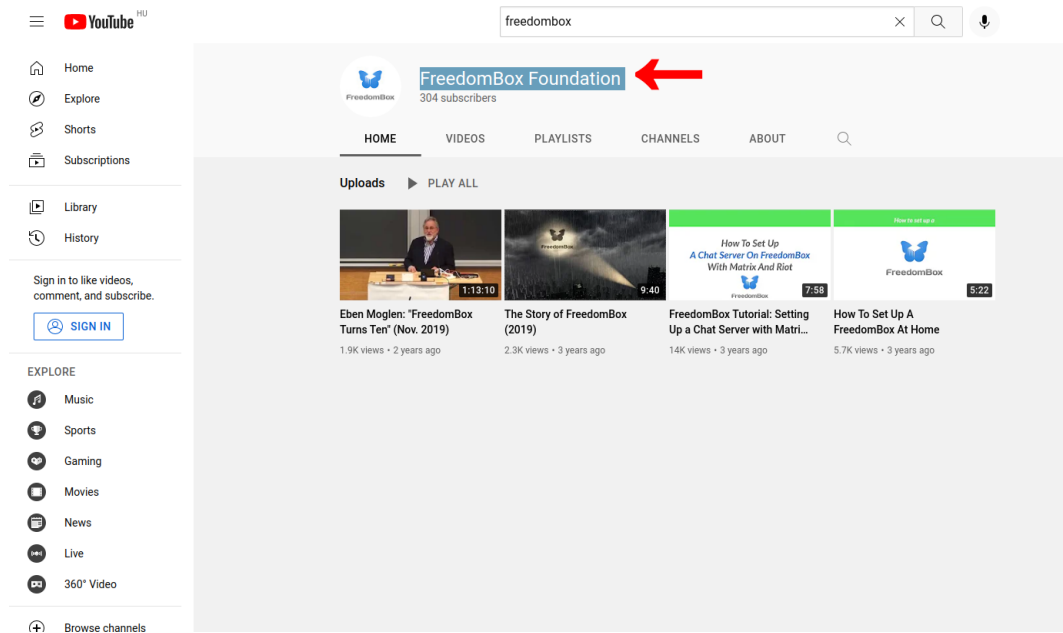 YouTube HU
freedombox
Home
Explore
Shorts
Subscriptions
Library
History
Sign in to like videos,
comment, and subscribe.
SIGN IN
EXPLORE
Music
Sports
Gaming
Movies
News
Live
360° Video
Browse channels
FreedomBox
FreedomBox Foundation
304 subscribers
HOME VIDEOS PLAYLISTS CHANNELS ABOUT
Uploads PLAY ALL
1:13:10
Eben Moglen: "FreedomBox
Turns Ten" (Nov. 2019)
1.9K views • 2 years ago
FreedomBox
9:40
The Story of FreedomBox
(2019)
2.3K views • 3 years ago
How To Set Up
A Chat Server On FreedomBox
With Matrix And Riot
FreedomBox
7:58
FreedomBox Tutorial: Setting
Up a Chat Server with Matri...
14K views • 3 years ago
How to set up a
FreedomBox
5:22
How To Set Up A
FreedomBox At Home
5.7K views • 3 years ago